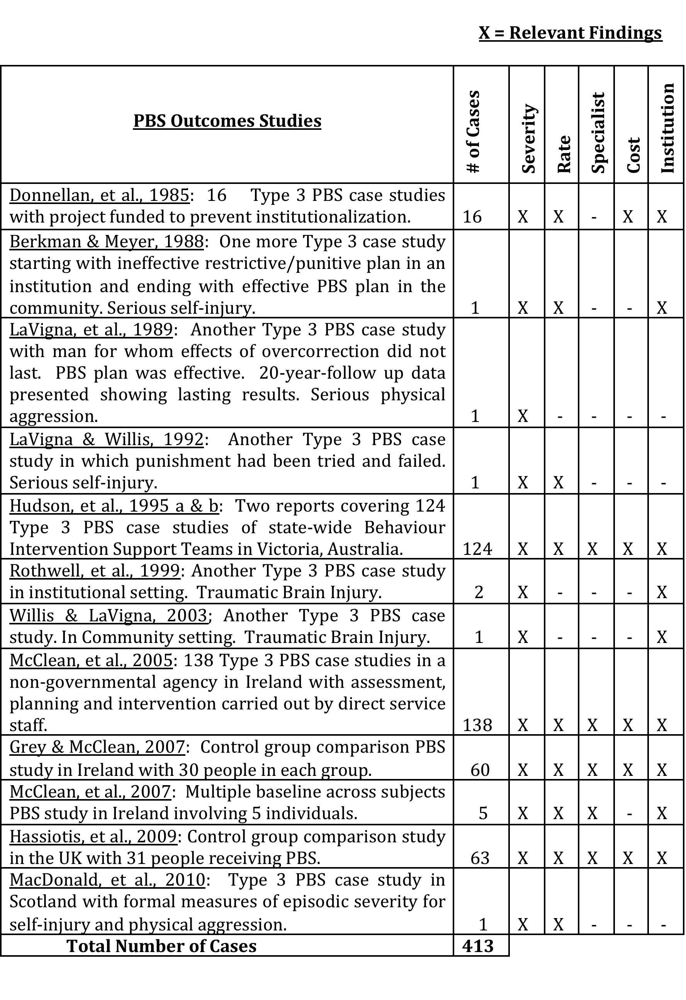 X = Relevant Findings
PBS Outcomes Studies
# of Cases
Severity
Rate
Specialist
Cost
Institution
Donnellan, et al., 1985: 16 Type 3 PBS case studies
with project funded to prevent institutionalization.
16 X X - X X
Berkman & Meyer, 1988: One more Type 3 case study
starting with ineffective restrictive/punitive plan in an
institution and ending with effective PBS plan in the
community. Serious self-injury.
1 X X - - X
LaVigna, et al., 1989: Another Type 3 PBS case study
with man for whom effects of overcorrection did not
last. PBS plan was effective. 20-year-follow up data
presented showing lasting results. Serious physical
aggression.
1 X - - - -
LaVigna & Willis, 1992: Another Type 3 PBS case
study in which punishment had been tried and failed.
Serious self-injury.
1 X X - - -
Hudson, et al., 1995 a & b: Two reports covering 124
Type 3 PBS case studies of state-wide Behaviour
Intervention Support Teams in Victoria, Australia.
124 X X X X X
Rothwell, et al., 1999: Another Type 3 PBS case study
in institutional setting. Traumatic Brain Injury.
2 X - - - X
Willis & LaVigna, 2003; Another Type 3 PBS case
study. In Community setting. Traumatic Brain Injury.
1 X - - - X
McClean, et al., 2005: 138 Type 3 PBS case studies in a
non-governmental agency in Ireland with assessment,
planning and intervention carried out by direct service
staff.
138 X X X X X
Grey & McClean, 2007: Control group comparison PBS
study in Ireland with 30 people in each group.
60 X X X X X
McClean, et al., 2007: Multiple baseline across subjects
PBS study in Ireland involving 5 individuals.
5 X X X - X
Hassiotis, et al., 2009: Control group comparison study
in the UK with 31 people receiving PBS.
63 X X X X X
MacDonald, et al., 2010: Type 3 PBS case study in
Scotland with formal measures of episodic severity for
self-injury and physical aggression.
1 X X - - -
Total Number of Cases 413